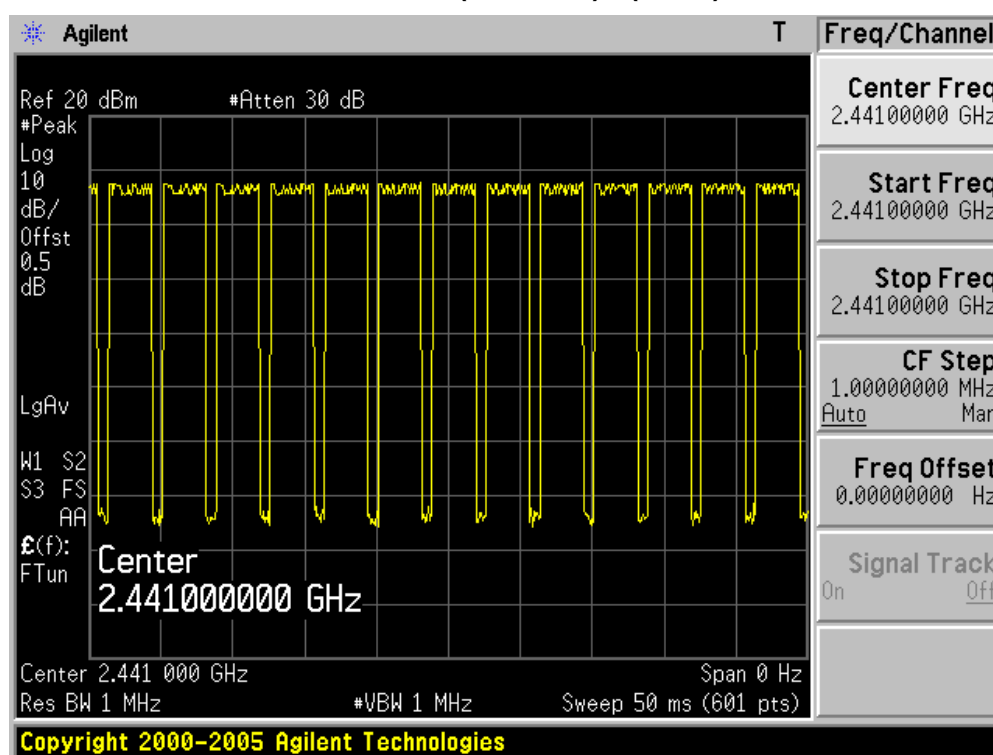 Agilent T
Freq/Channel
Ref 20 dBm #Atten 30 dB
#Peak
Log
10
dB/
Offst
0.5
dB
LgAv
W1 S2
S3 FS
AA
£(f):
FTun
Center
2.441000000 GHz
Center 2.441 000 GHz Span 0 Hz
Res BW 1 MHz #VBW 1 MHz Sweep 50 ms (601 pts)
Center Freq
2.44100000 GHz
Start Freq
2.44100000 GHz
Stop Freq
2.44100000 GHz
CF Step
1.00000000 MHz
Auto Man
Freq Offset
0.00000000 Hz
Signal Track
On Off
Copyright 2000-2005 Agilent Technologies